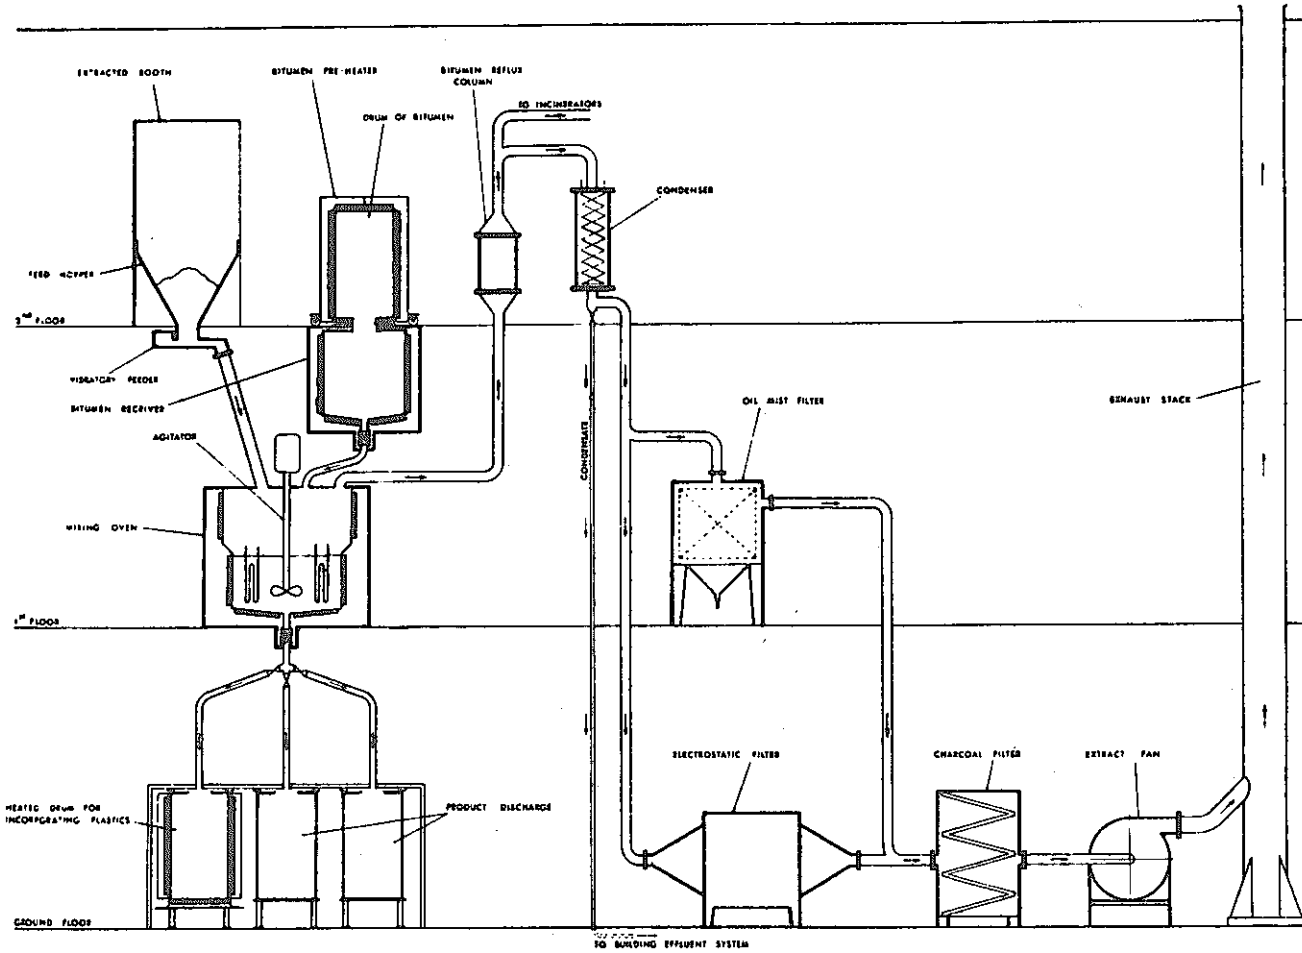 EXTRACTED BOOTH
BITUMEN PRE-HEATER
BITUMEN REFLUX
COLUMN
TO INCINERATORS
DRUM OF BITUMEN
CONDENSER
FEED HOPPER
2ND FLOOR
VIBRATORY FEEDER
BITUMEN RECEIVER
AGITATOR
CONDENSATE
OIL MIST FILTER
EXHAUST STACK
MIXING OVEN
1ST FLOOR
ELECTROSTATIC FILTER
CHARCOAL FILTER
EXTRACT FAN
HEATED DRUM FOR
INCORPORATING PLASTICS
PRODUCT DISCHARGE
GROUND FLOOR
TO BUILDING EFFLUENT SYSTEM